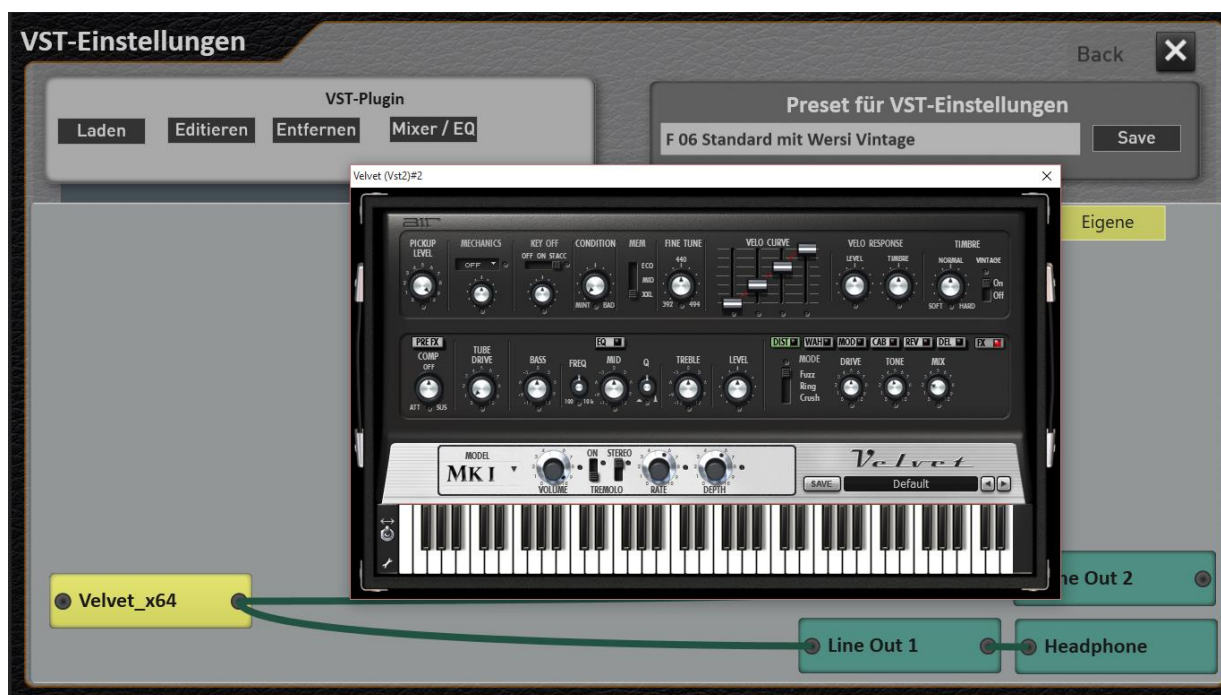 VST-Einstellungen
Back
VST-Plugin
Laden Editieren Entfernen Mixer / EQ
Preset für VST-Einstellungen
F 06 Standard mit Wersi Vintage Save
Velvet (Vst2)#2
Eigene
air
PICKUP LEVEL MECHANICS KEY OFF CONDITION MEM FINE TUNE VELO CURVE VELO RESPONSE TIMBRE
OFF OFF ON STACC ECO MID XXL 440 LEVEL TIMBRE NORMAL VINTAGE
On
Off
MINT BAD 392 494 SOFT HARD
PRE FX EQ DIST WAH MOD CAB REV DEL FX
COMP TUBE DRIVE BASS FREQ MID Q TREBLE LEVEL MODE DRIVE TONE MIX
OFF
Fuzz
Ring
Crush
ATT SUS 100 10k
MODEL ON STEREO
MK I
VOLUME TREMOLO RATE DEPTH
Velvet
SAVE Default
Velvet_x64
ne Out 2
Line Out 1 Headphone